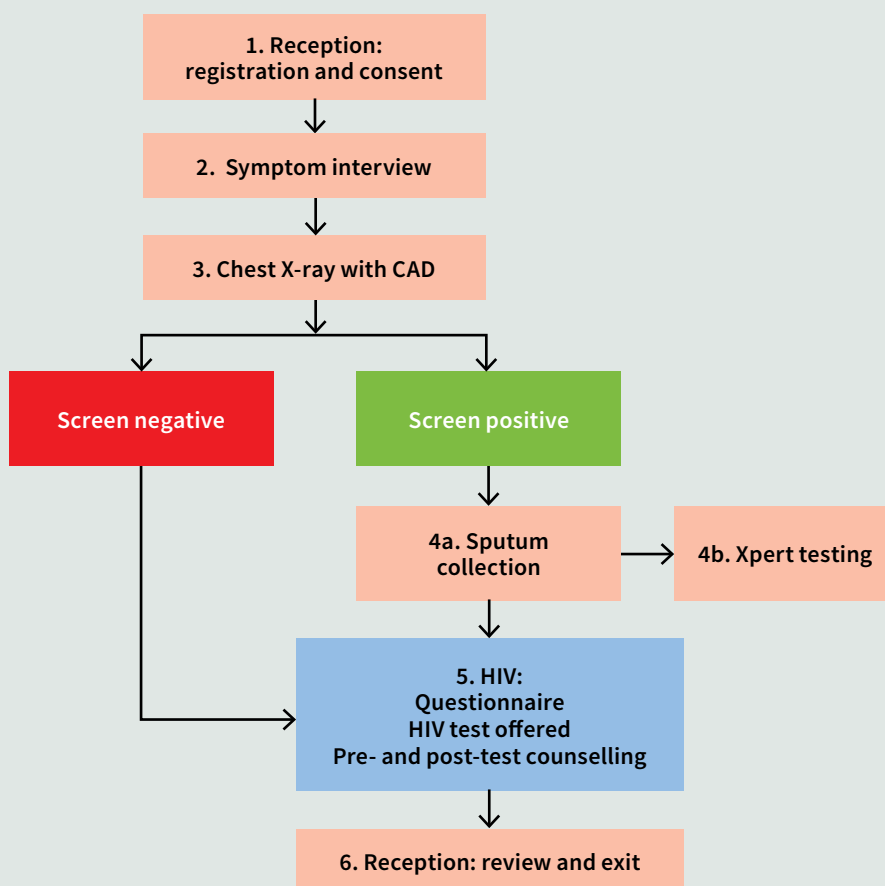 1. Reception:
registration and consent
2. Symptom interview
3. Chest X-ray with CAD
Screen negative
Screen positive
4a. Sputum
collection
4b. Xpert testing
5. HIV:
Questionnaire
HIV test offered
Pre- and post-test counselling
6. Reception: review and exit